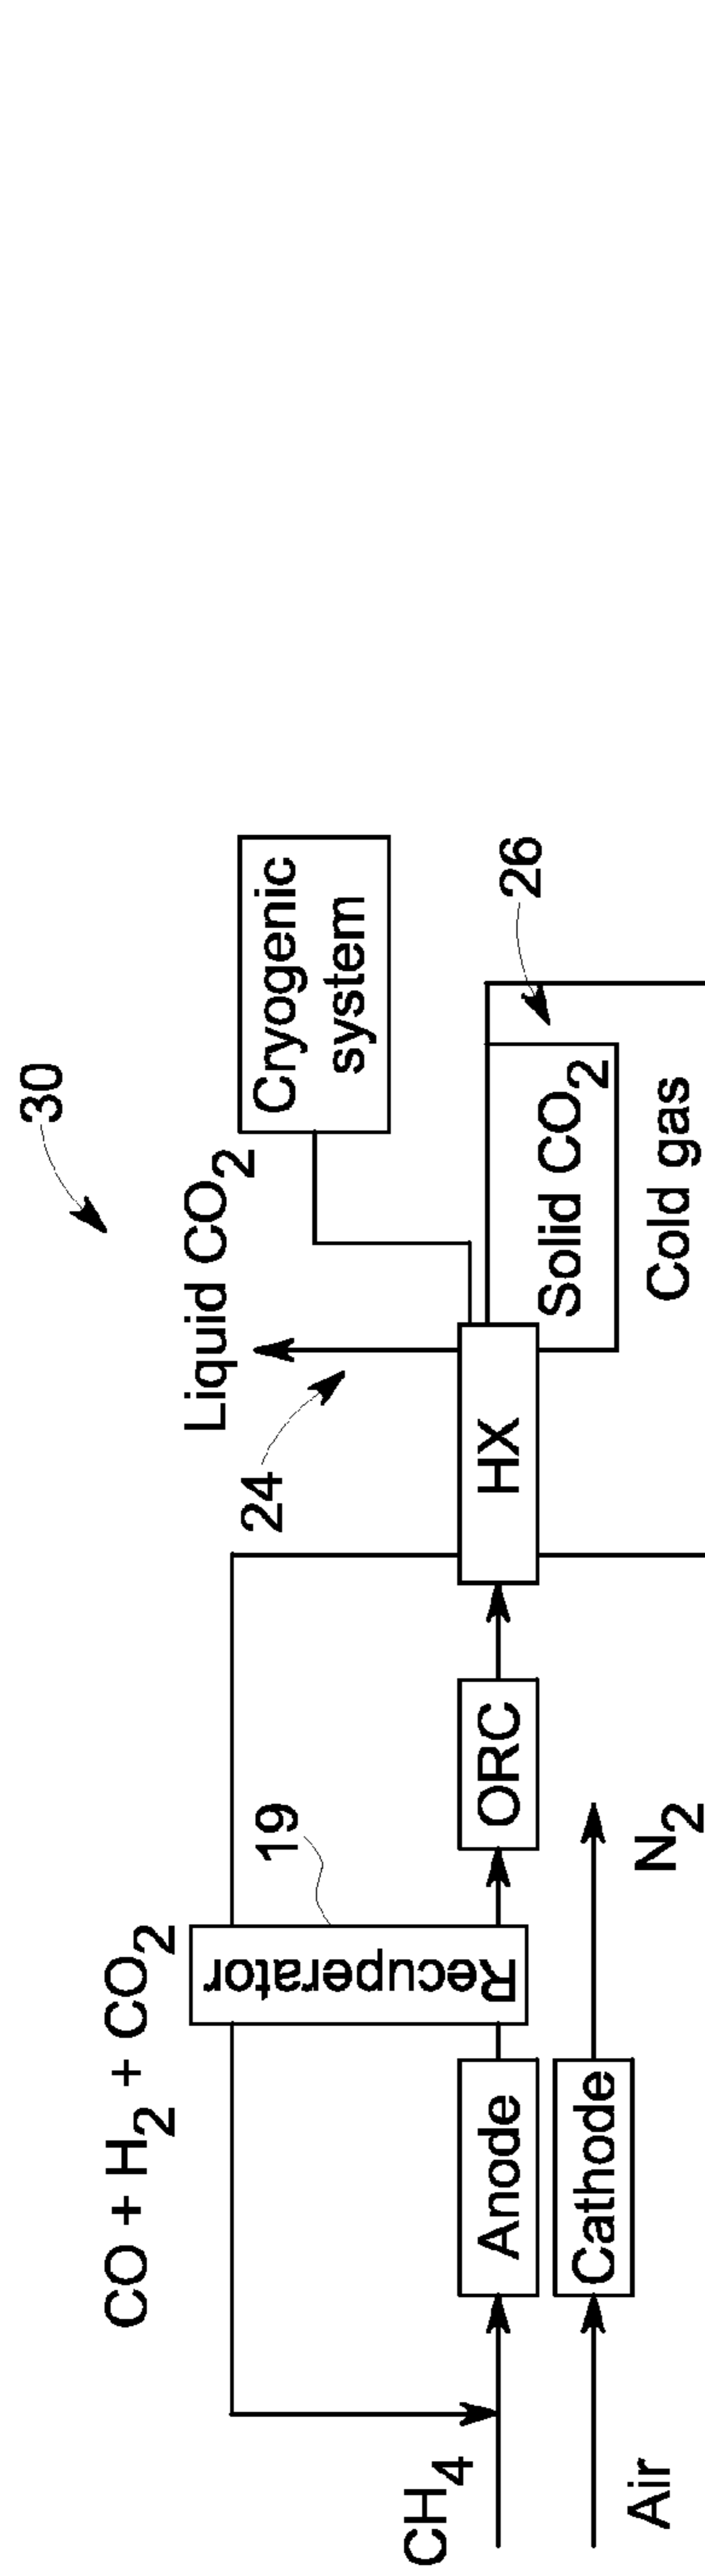 30
CO + H2 + CO2
19
24
Liquid CO2
Cryogenic
system
CH4
Anode
Recuperator
ORC
HX
Solid CO2
26
Air
Cathode
N2
Cold gas